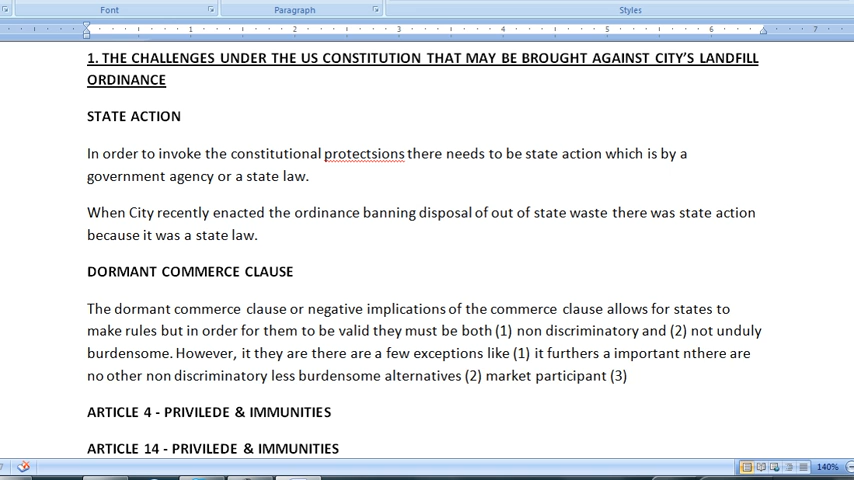 Font Paragraph Styles
1 2 3 4 5 6 7
1. THE CHALLENGES UNDER THE US CONSTITUTION THAT MAY BE BROUGHT AGAINST CITY'S LANDFILL
ORDINANCE
STATE ACTION
In order to invoke the constitutional protectsions there needs to be state action which is by a
government agency or a state law.
When City recently enacted the ordinance banning disposal of out of state waste there was state action
because it was a state law.
DORMANT COMMERCE CLAUSE
The dormant commerce clause or negative implications of the commerce clause allows for states to
make rules but in order for them to be valid they must be both (1) non discriminatory and (2) not unduly
burdensome. However, it they are there are a few exceptions like (1) it furthers a important nthere are
no other non discriminatory less burdensome alternatives (2) market participant (3)
ARTICLE 4 - PRIVILEDE & IMMUNITIES
ARTICLE 14 - PRIVILEDE & IMMUNITIES
140%